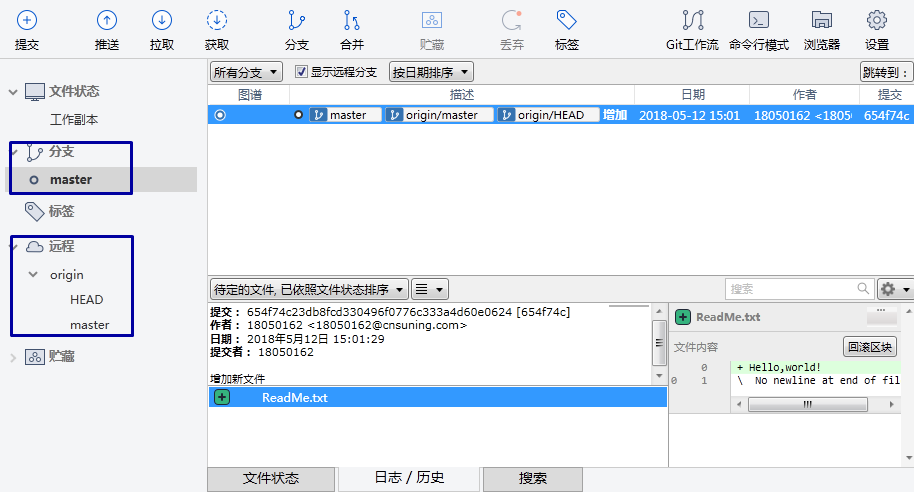 提交 推送 拉取 获取 分支 合并 贮藏 丢弃 标签 Git工作流 命令行模式 浏览器 设置
文件状态
工作副本
分支
master
标签
远程
origin
HEAD
master
贮藏
所有分支 显示远程分支 按日期排序 跳转到：
图谱 描述 日期 作者 提交
master origin/master origin/HEAD 增加 2018-05-12 15:01 18050162 <1805 654f74c
待定的文件, 已依照文件状态排序 搜索
提交： 654f74c23db8fcd330496f0776c333a4d60e0624 [654f74c]
作者： 18050162 <18050162@cnsuning.com>
日期： 2018年5月12日 15:01:29
提交者： 18050162
增加新文件
ReadMe.txt
ReadMe.txt
文件内容 回滚区块
0 + Hello,world!
0 1 \ No newline at end of fil
文件状态 日志 / 历史 搜索